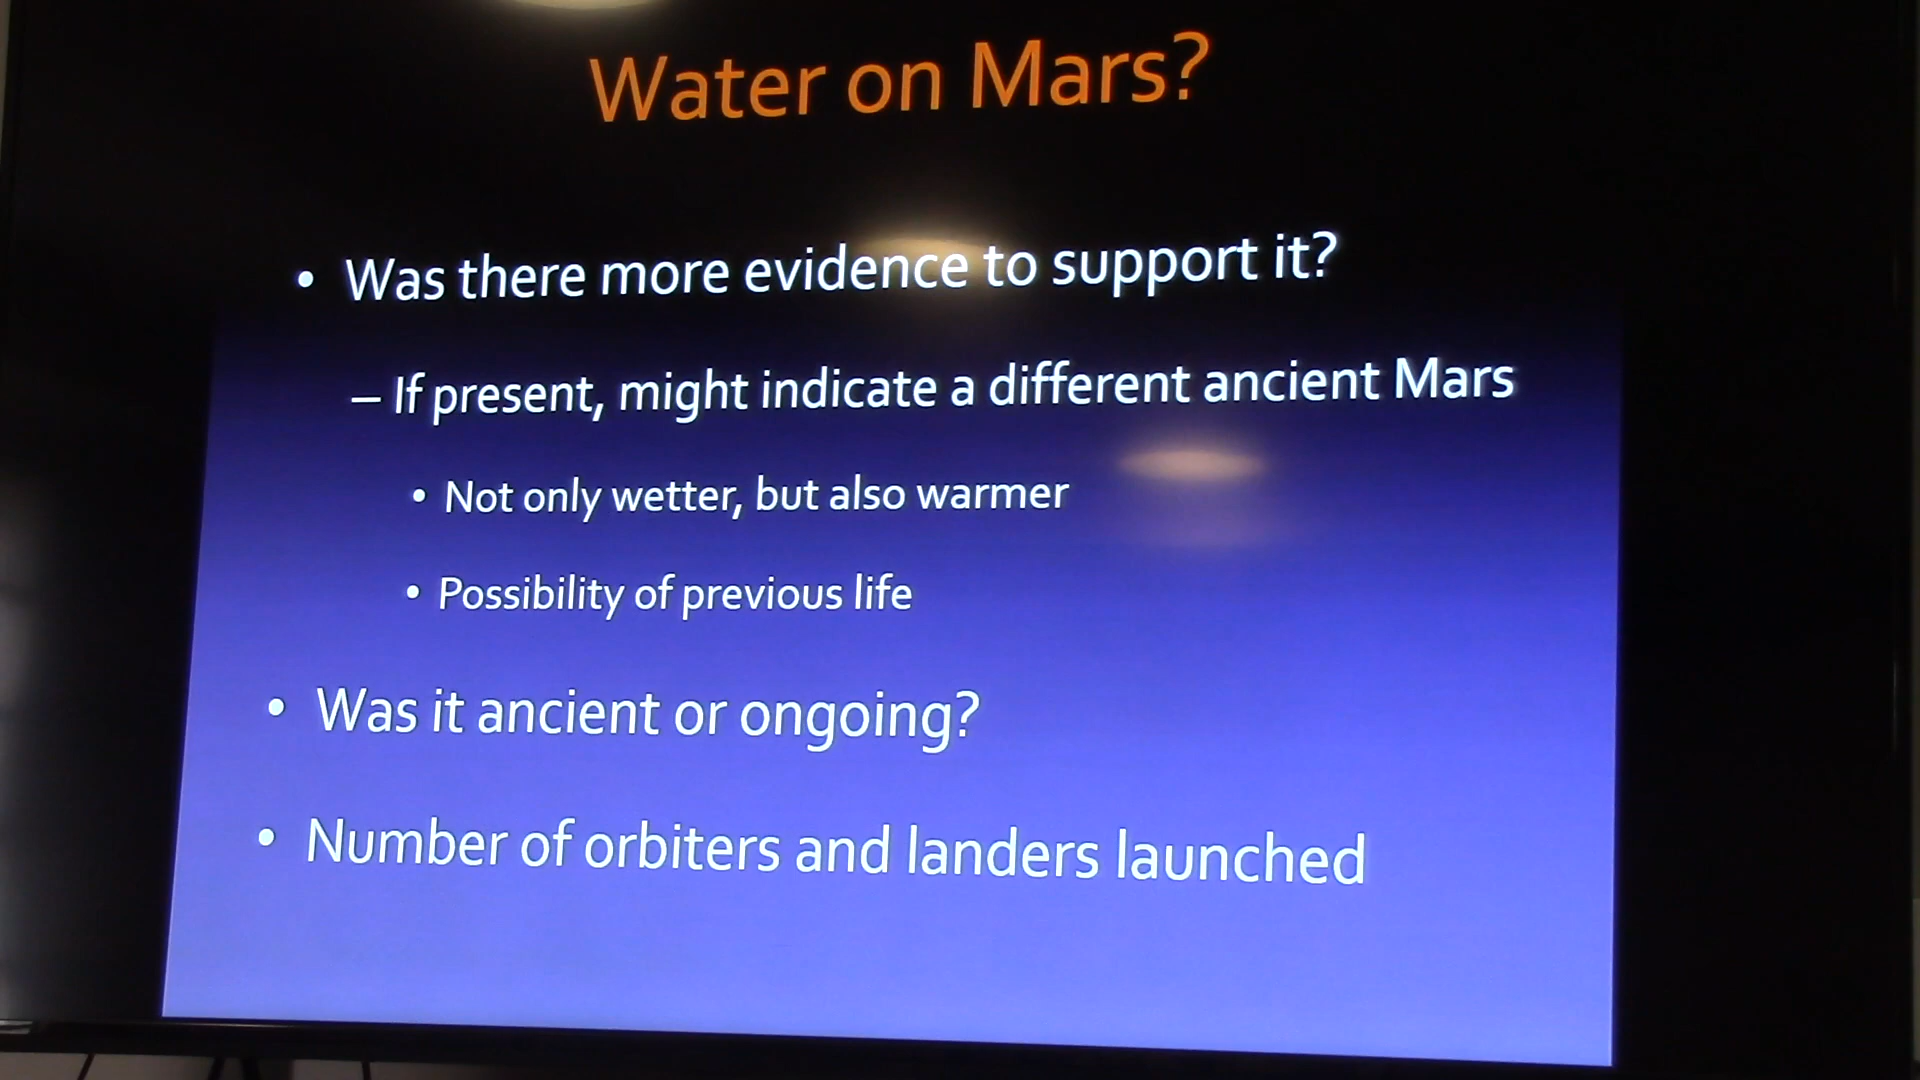 Water on Mars?
• Was there more evidence to support it?
– If present, might indicate a different ancient Mars
• Not only wetter, but also warmer
• Possibility of previous life
• Was it ancient or ongoing?
• Number of orbiters and landers launched